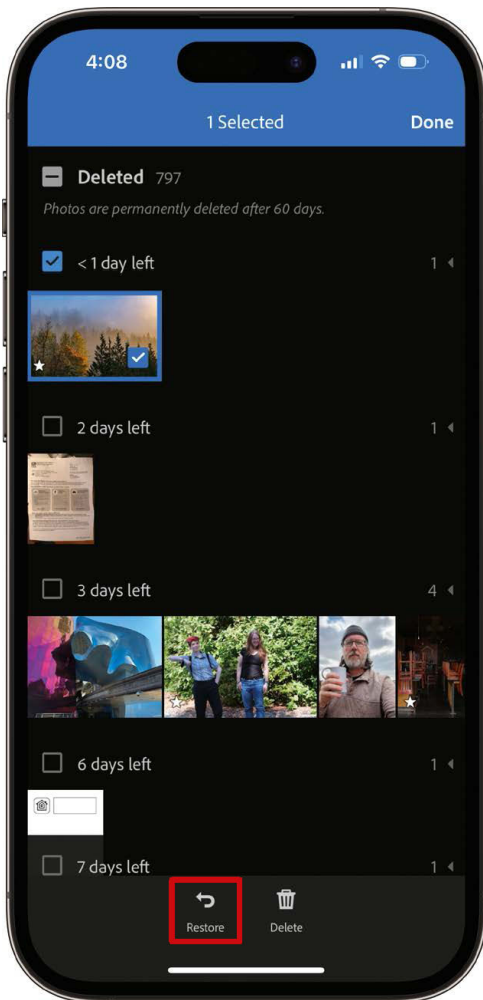 4:08
1 Selected
Done
Deleted 797
Photos are permanently deleted after 60 days.
< 1 day left
1
2 days left
1
3 days left
4
6 days left
1
7 days left
1
Restore
Delete